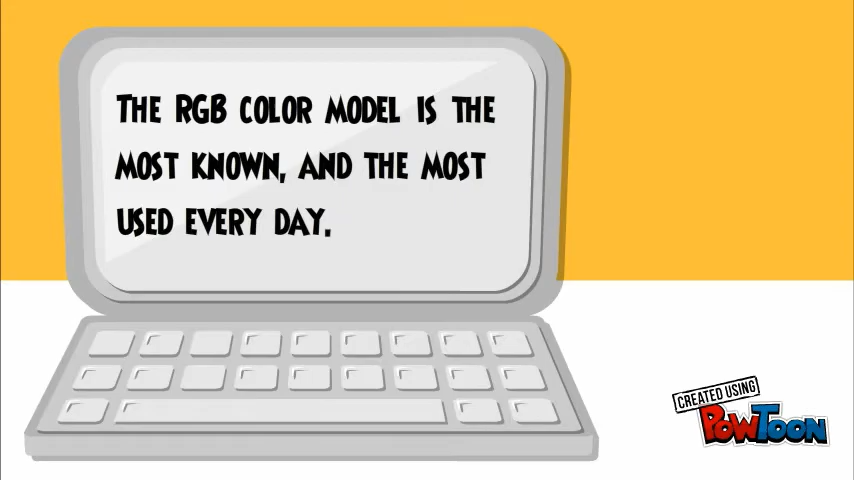 The RGB color model is the
most known, and the most
used every day.
CREATED USING
PowToon